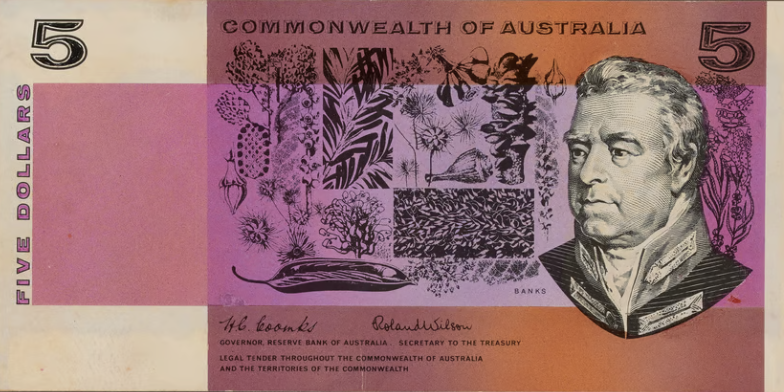 5
COMMONWEALTH OF AUSTRALIA
5
FIVE DOLLARS
BANKS
H.C. Coombs
Roland Wilson
GOVERNOR, RESERVE BANK OF AUSTRALIA. SECRETARY TO THE TREASURY
LEGAL TENDER THROUGHOUT THE COMMONWEALTH OF AUSTRALIA
AND THE TERRITORIES OF THE COMMONWEALTH